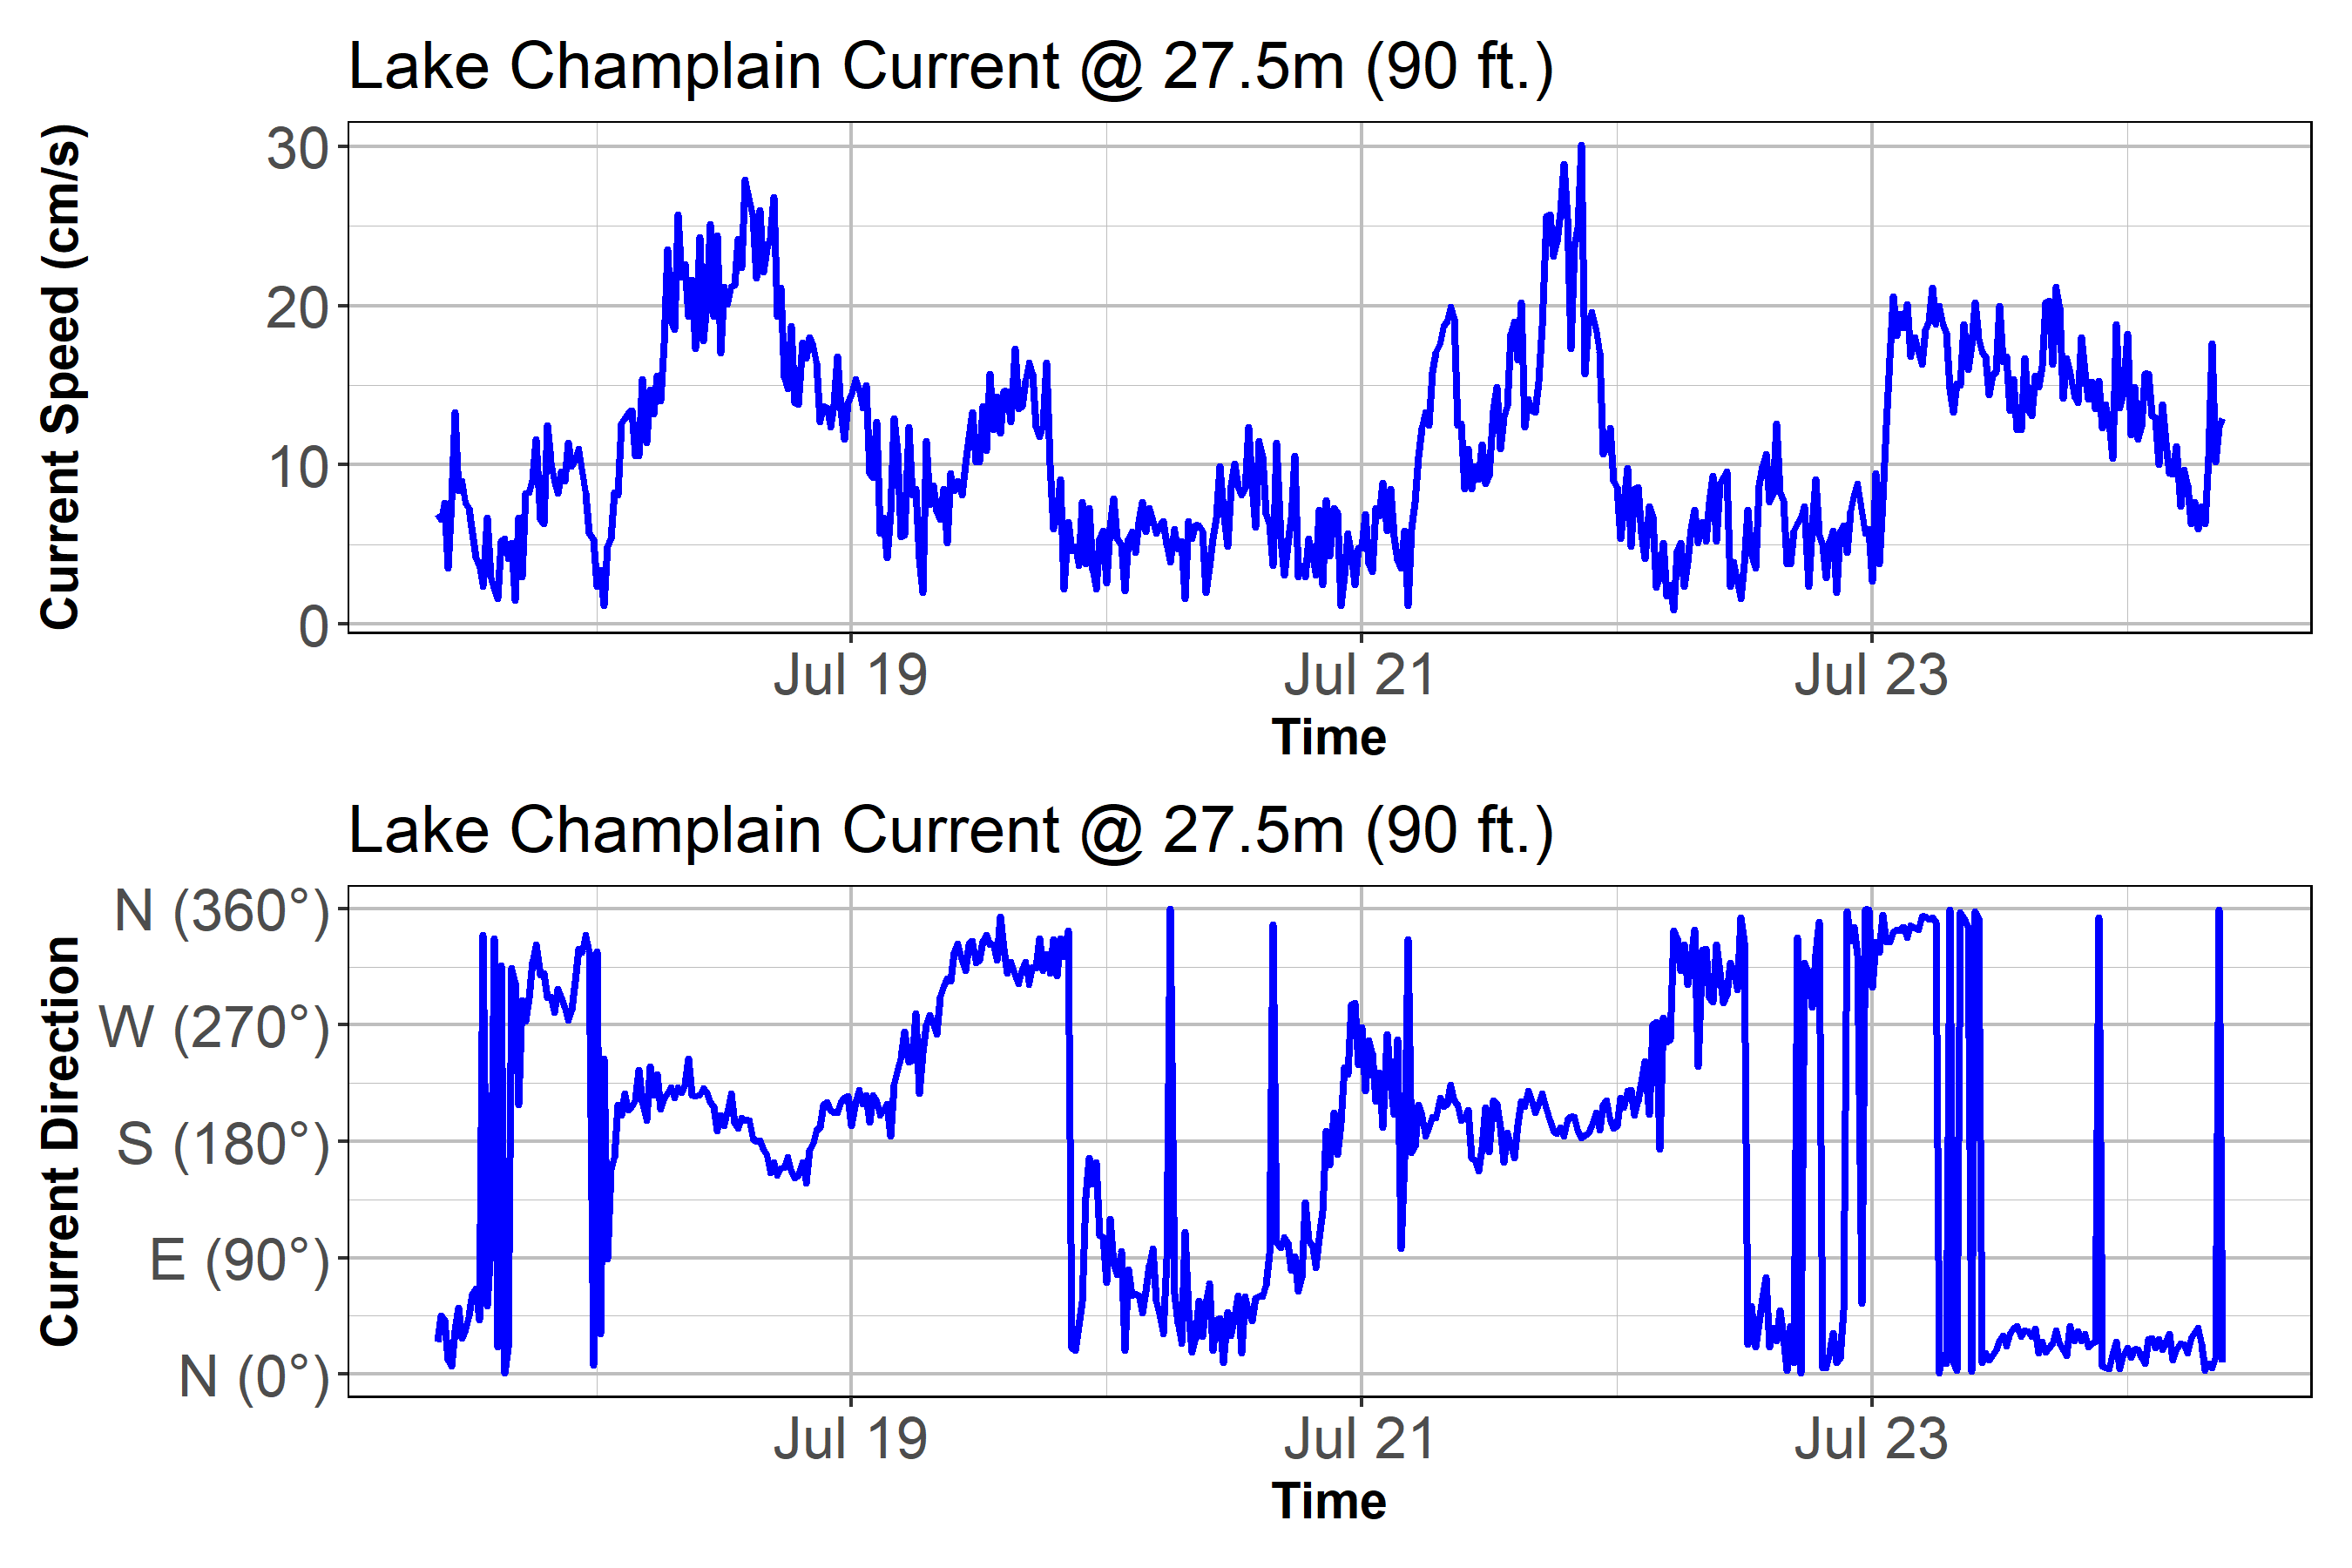 Lake Champlain Current @ 27.5m (90 ft.)
Current Speed (cm/s)
30
20
10
0
Jul 19 Jul 21 Jul 23
Time
Lake Champlain Current @ 27.5m (90 ft.)
Current Direction
N (360°)
W (270°)
S (180°)
E (90°)
N (0°)
Jul 19 Jul 21 Jul 23
Time